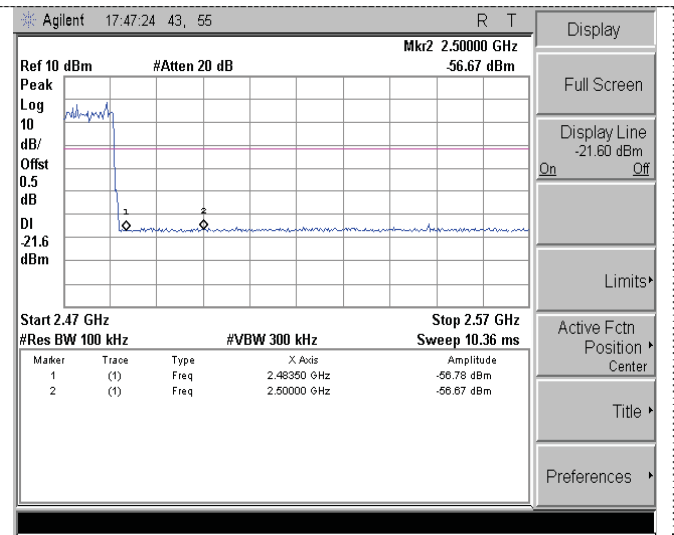 Agilent 17:47:24 43, 55 R T
Mkr2 2.50000 GHz
Ref 10 dBm #Atten 20 dB -56.67 dBm
Peak
Log
10
dB/
Offst
0.5
dB
DI
-21.6
dBm
1
2
Start 2.47 GHz Stop 2.57 GHz
#Res BW 100 kHz #VBW 300 kHz Sweep 10.36 ms
Marker Trace Type X Axis Amplitude
1 (1) Freq 2.48350 GHz -56.78 dBm
2 (1) Freq 2.50000 GHz -56.67 dBm
Display
Full Screen
Display Line
-21.60 dBm
On Off
Limits
Active Fctn
Position
Center
Title
Preferences